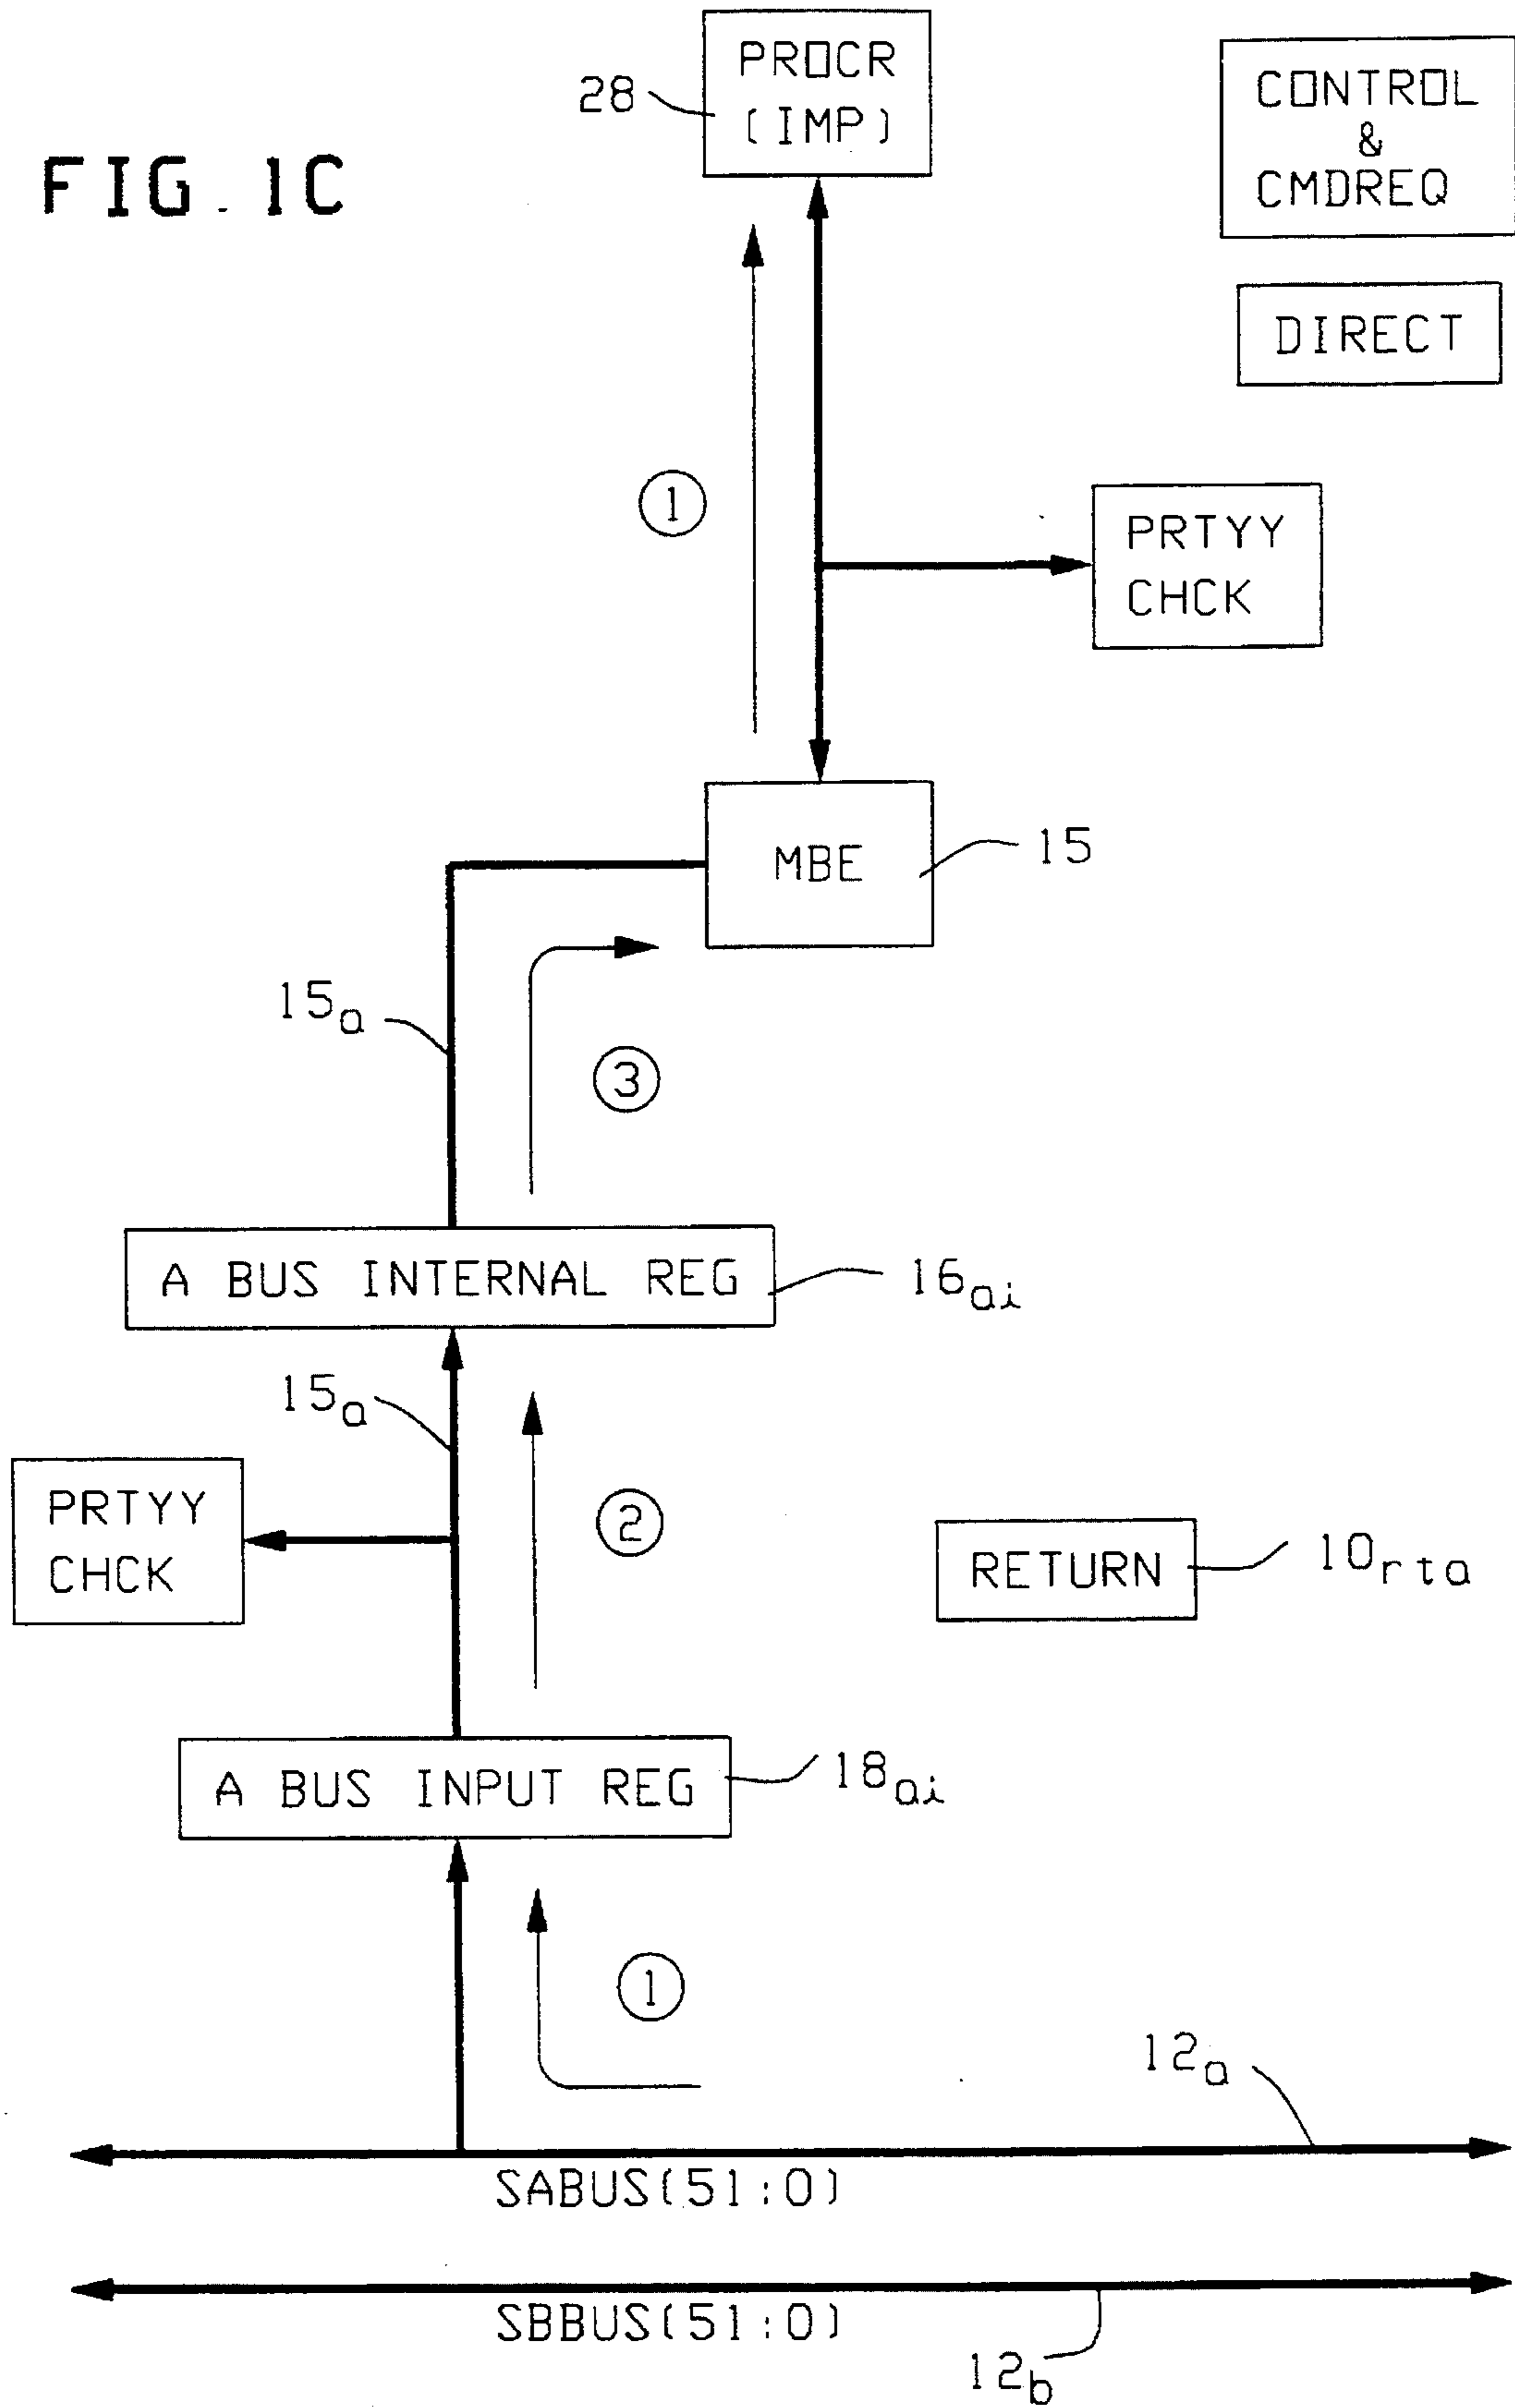 FIG. 1C
28
PROCR
(IMP)
CONTROL
&
CMDREQ
DIRECT
1
PRTYY
CHCK
MBE
15
15a
3
A BUS INTERNAL REG
16ai
15a
PRTYY
CHCK
2
RETURN
10rta
A BUS INPUT REG
18ai
1
12a
SABUS(51:0)
SBBUS(51:0)
12b